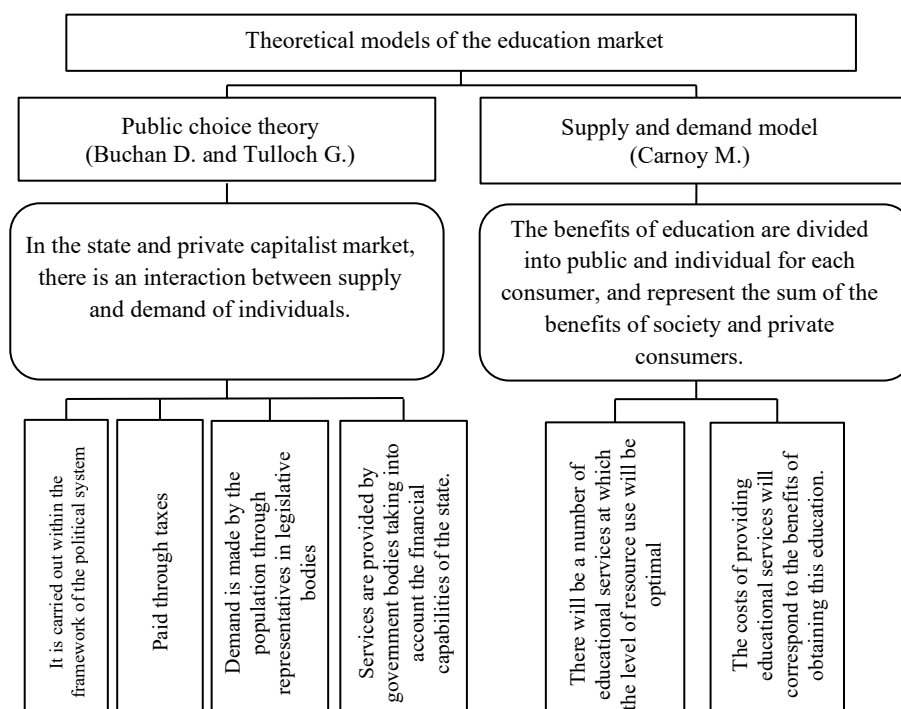 Theoretical models of the education market
Public choice theory
(Buchan D. and Tulloch G.)
Supply and demand model
(Carnoy M.)
In the state and private capitalist market,
there is an interaction between supply
and demand of individuals.
The benefits of education are divided
into public and individual for each
consumer, and represent the sum of the
benefits of society and private
consumers.
It is carried out within the
framework of the political system
Paid through taxes
Demand is made by the
population through
representatives in legislative
bodies
Services are provided by
government bodies taking into
account the financial
capabilities of the state.
There will be a number of
educational services at which
the level of resource use will be
optimal
The costs of providing
educational services will
correspond to the benefits of
obtaining this education.